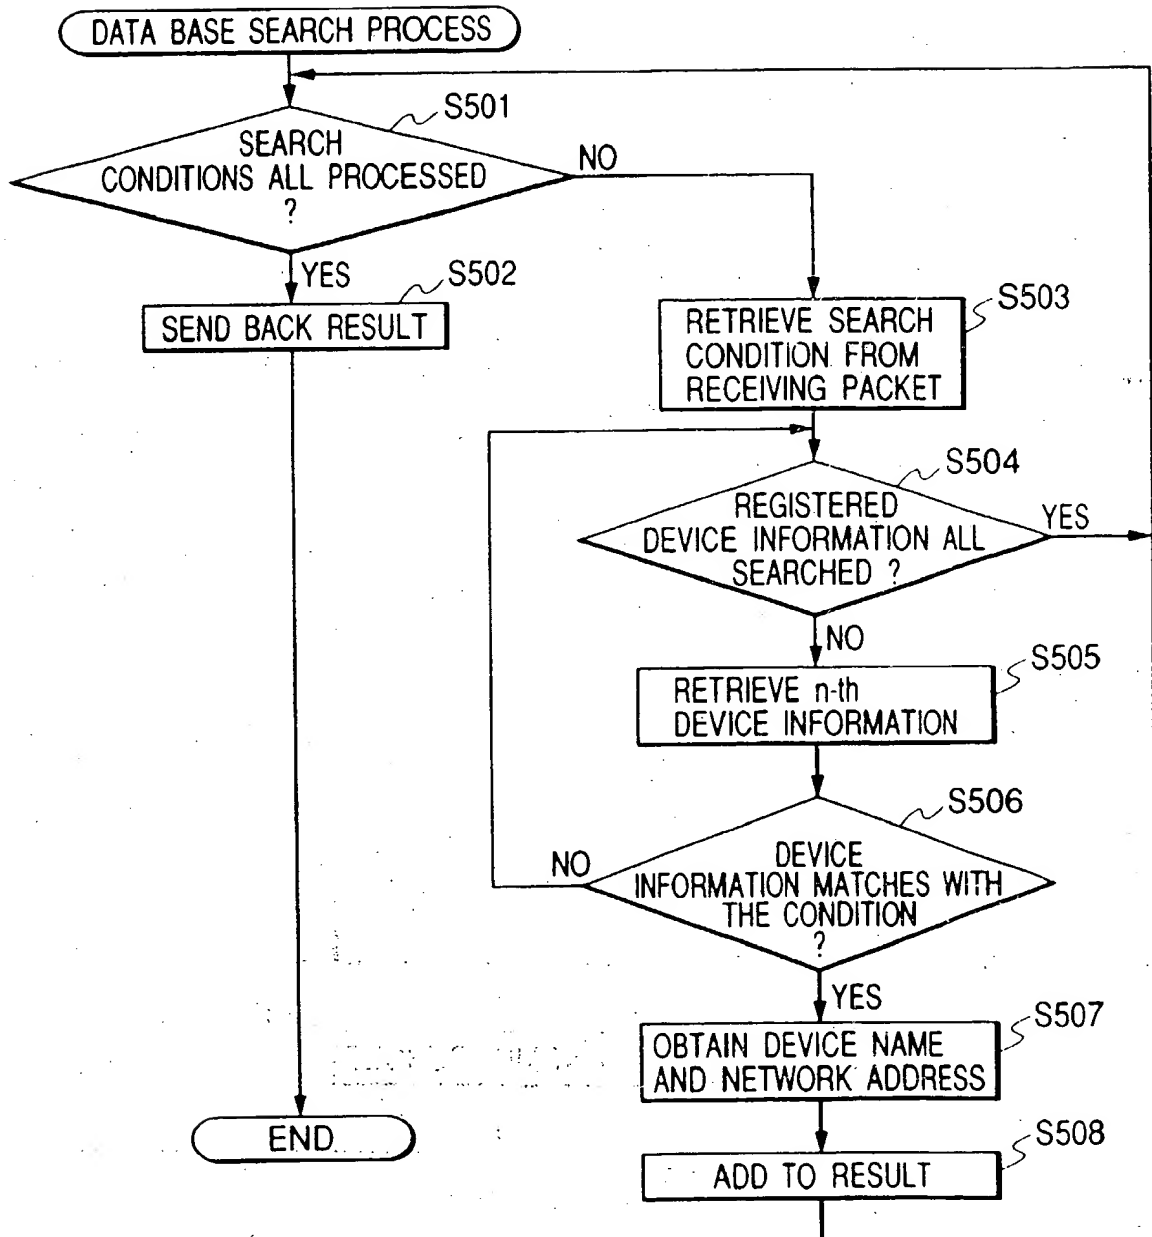 DATA BASE SEARCH PROCESS
S501
SEARCH
CONDITIONS ALL PROCESSED
?
NO
YES
S502
SEND BACK RESULT
S503
RETRIEVE SEARCH
CONDITION FROM
RECEIVING PACKET
S504
REGISTERED
DEVICE INFORMATION ALL
SEARCHED ?
YES
NO
S505
RETRIEVE n-th
DEVICE INFORMATION
S506
DEVICE
INFORMATION MATCHES WITH
THE CONDITION
?
NO
YES
S507
OBTAIN DEVICE NAME
AND NETWORK ADDRESS
S508
ADD TO RESULT
END